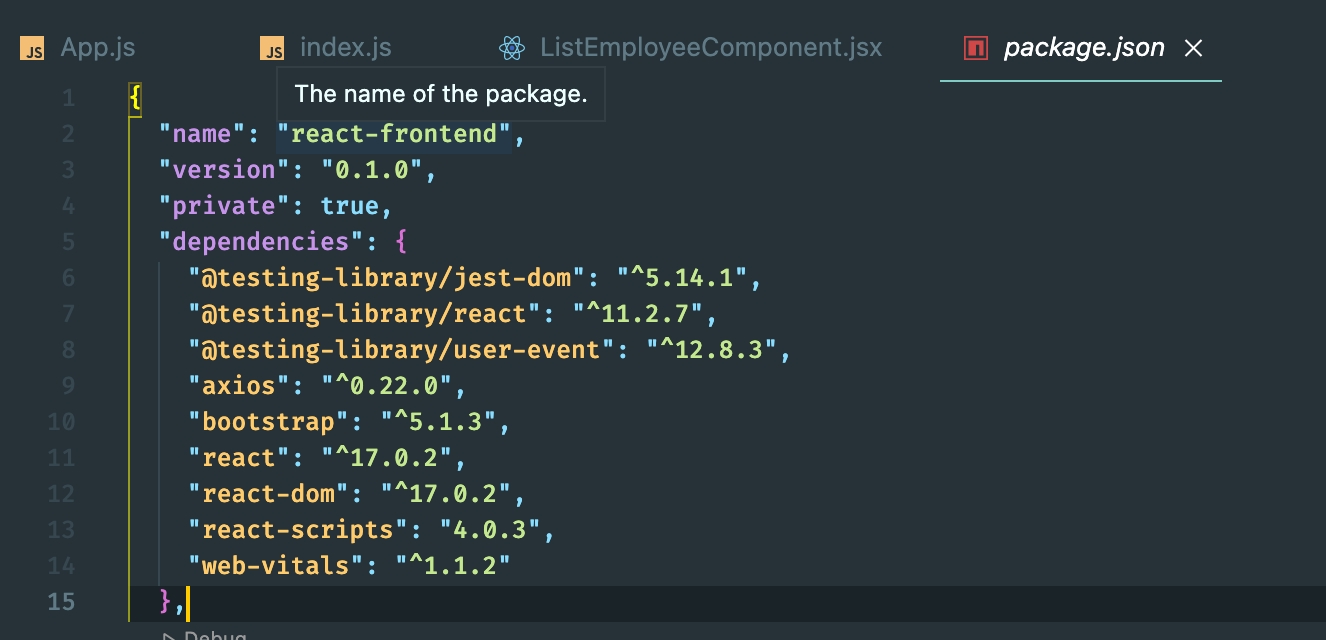 JS App.js JS index.js ListEmployeeComponent.jsx package.json
The name of the package.
1 {
2 "name": "react-frontend",
3 "version": "0.1.0",
4 "private": true,
5 "dependencies": {
6 "@testing-library/jest-dom": "^5.14.1",
7 "@testing-library/react": "^11.2.7",
8 "@testing-library/user-event": "^12.8.3",
9 "axios": "^0.22.0",
10 "bootstrap": "^5.1.3",
11 "react": "^17.0.2",
12 "react-dom": "^17.0.2",
13 "react-scripts": "4.0.3",
14 "web-vitals": "^1.1.2"
15 },
Debug